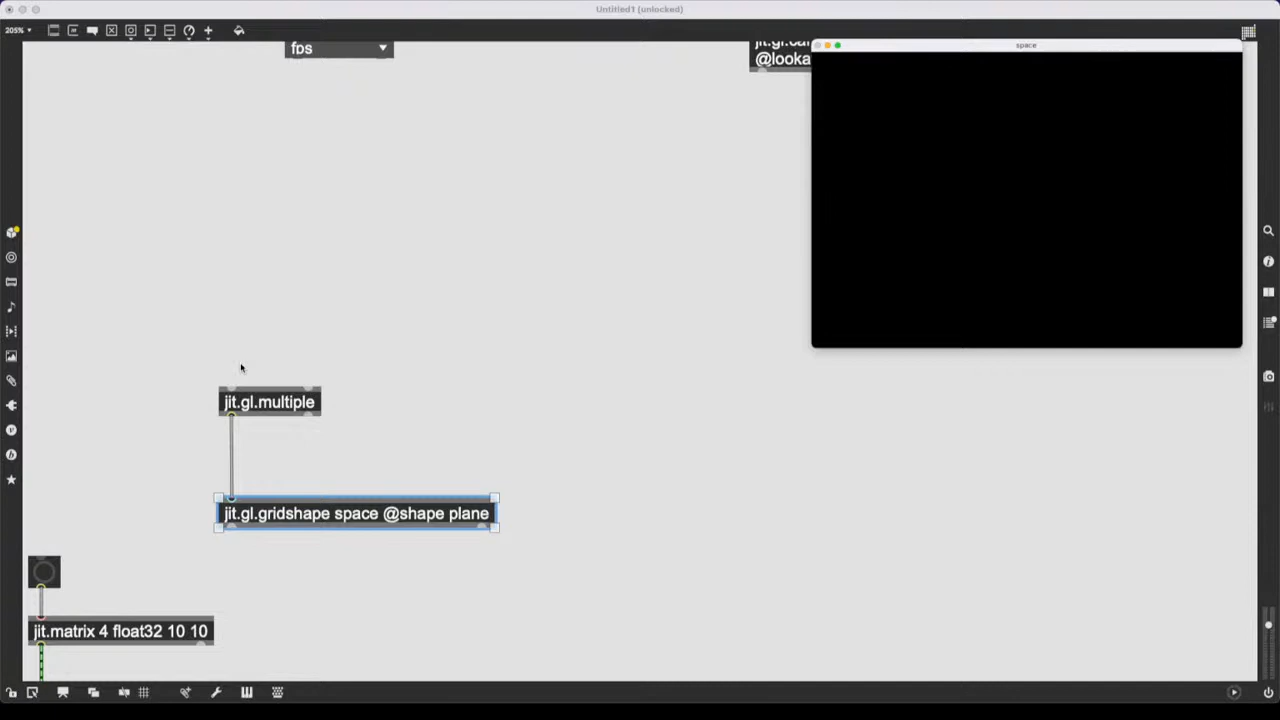 Untitled1 (unlocked)
205%
fps
@looka
space
jit.gl.multiple
jit.gl.gridshape space @shape plane
jit.matrix 4 float32 10 10